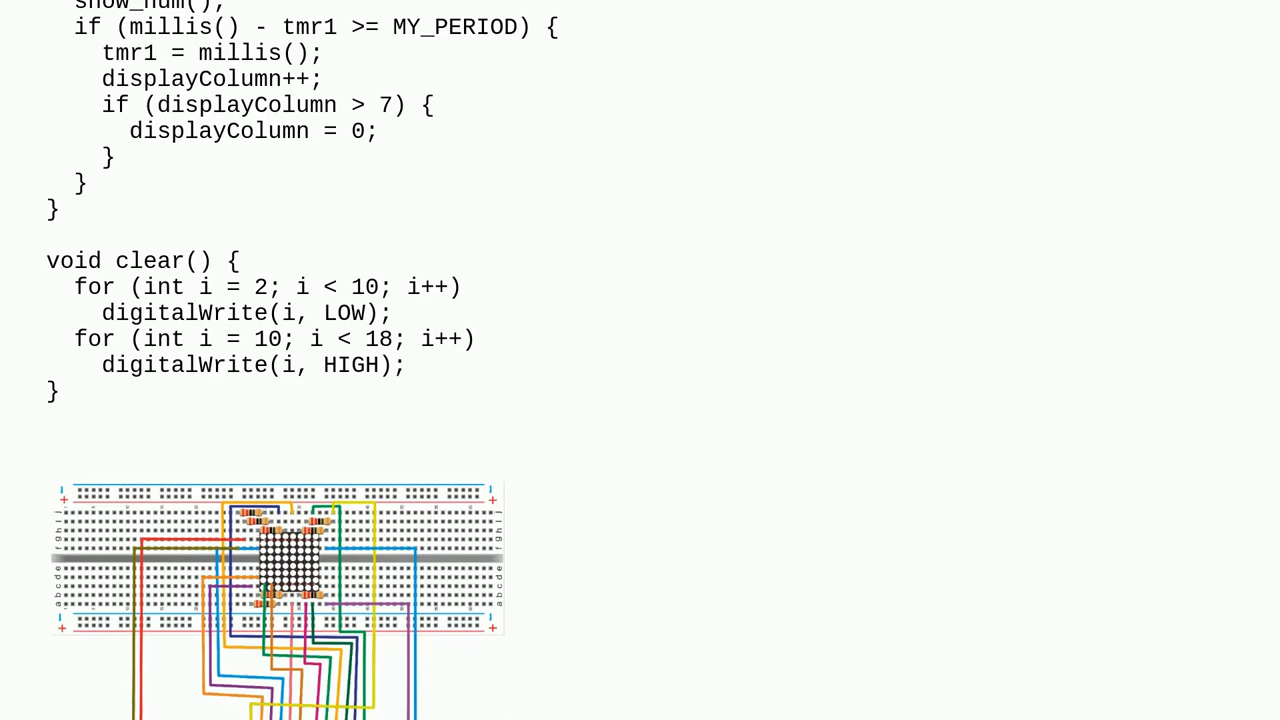 show_num();
if (millis() - tmr1 >= MY_PERIOD) {
tmr1 = millis();
displayColumn++;
if (displayColumn > 7) {
displayColumn = 0;
}
}
}
void clear() {
for (int i = 2; i < 10; i++)
digitalWrite(i, LOW);
for (int i = 10; i < 18; i++)
digitalWrite(i, HIGH);
}